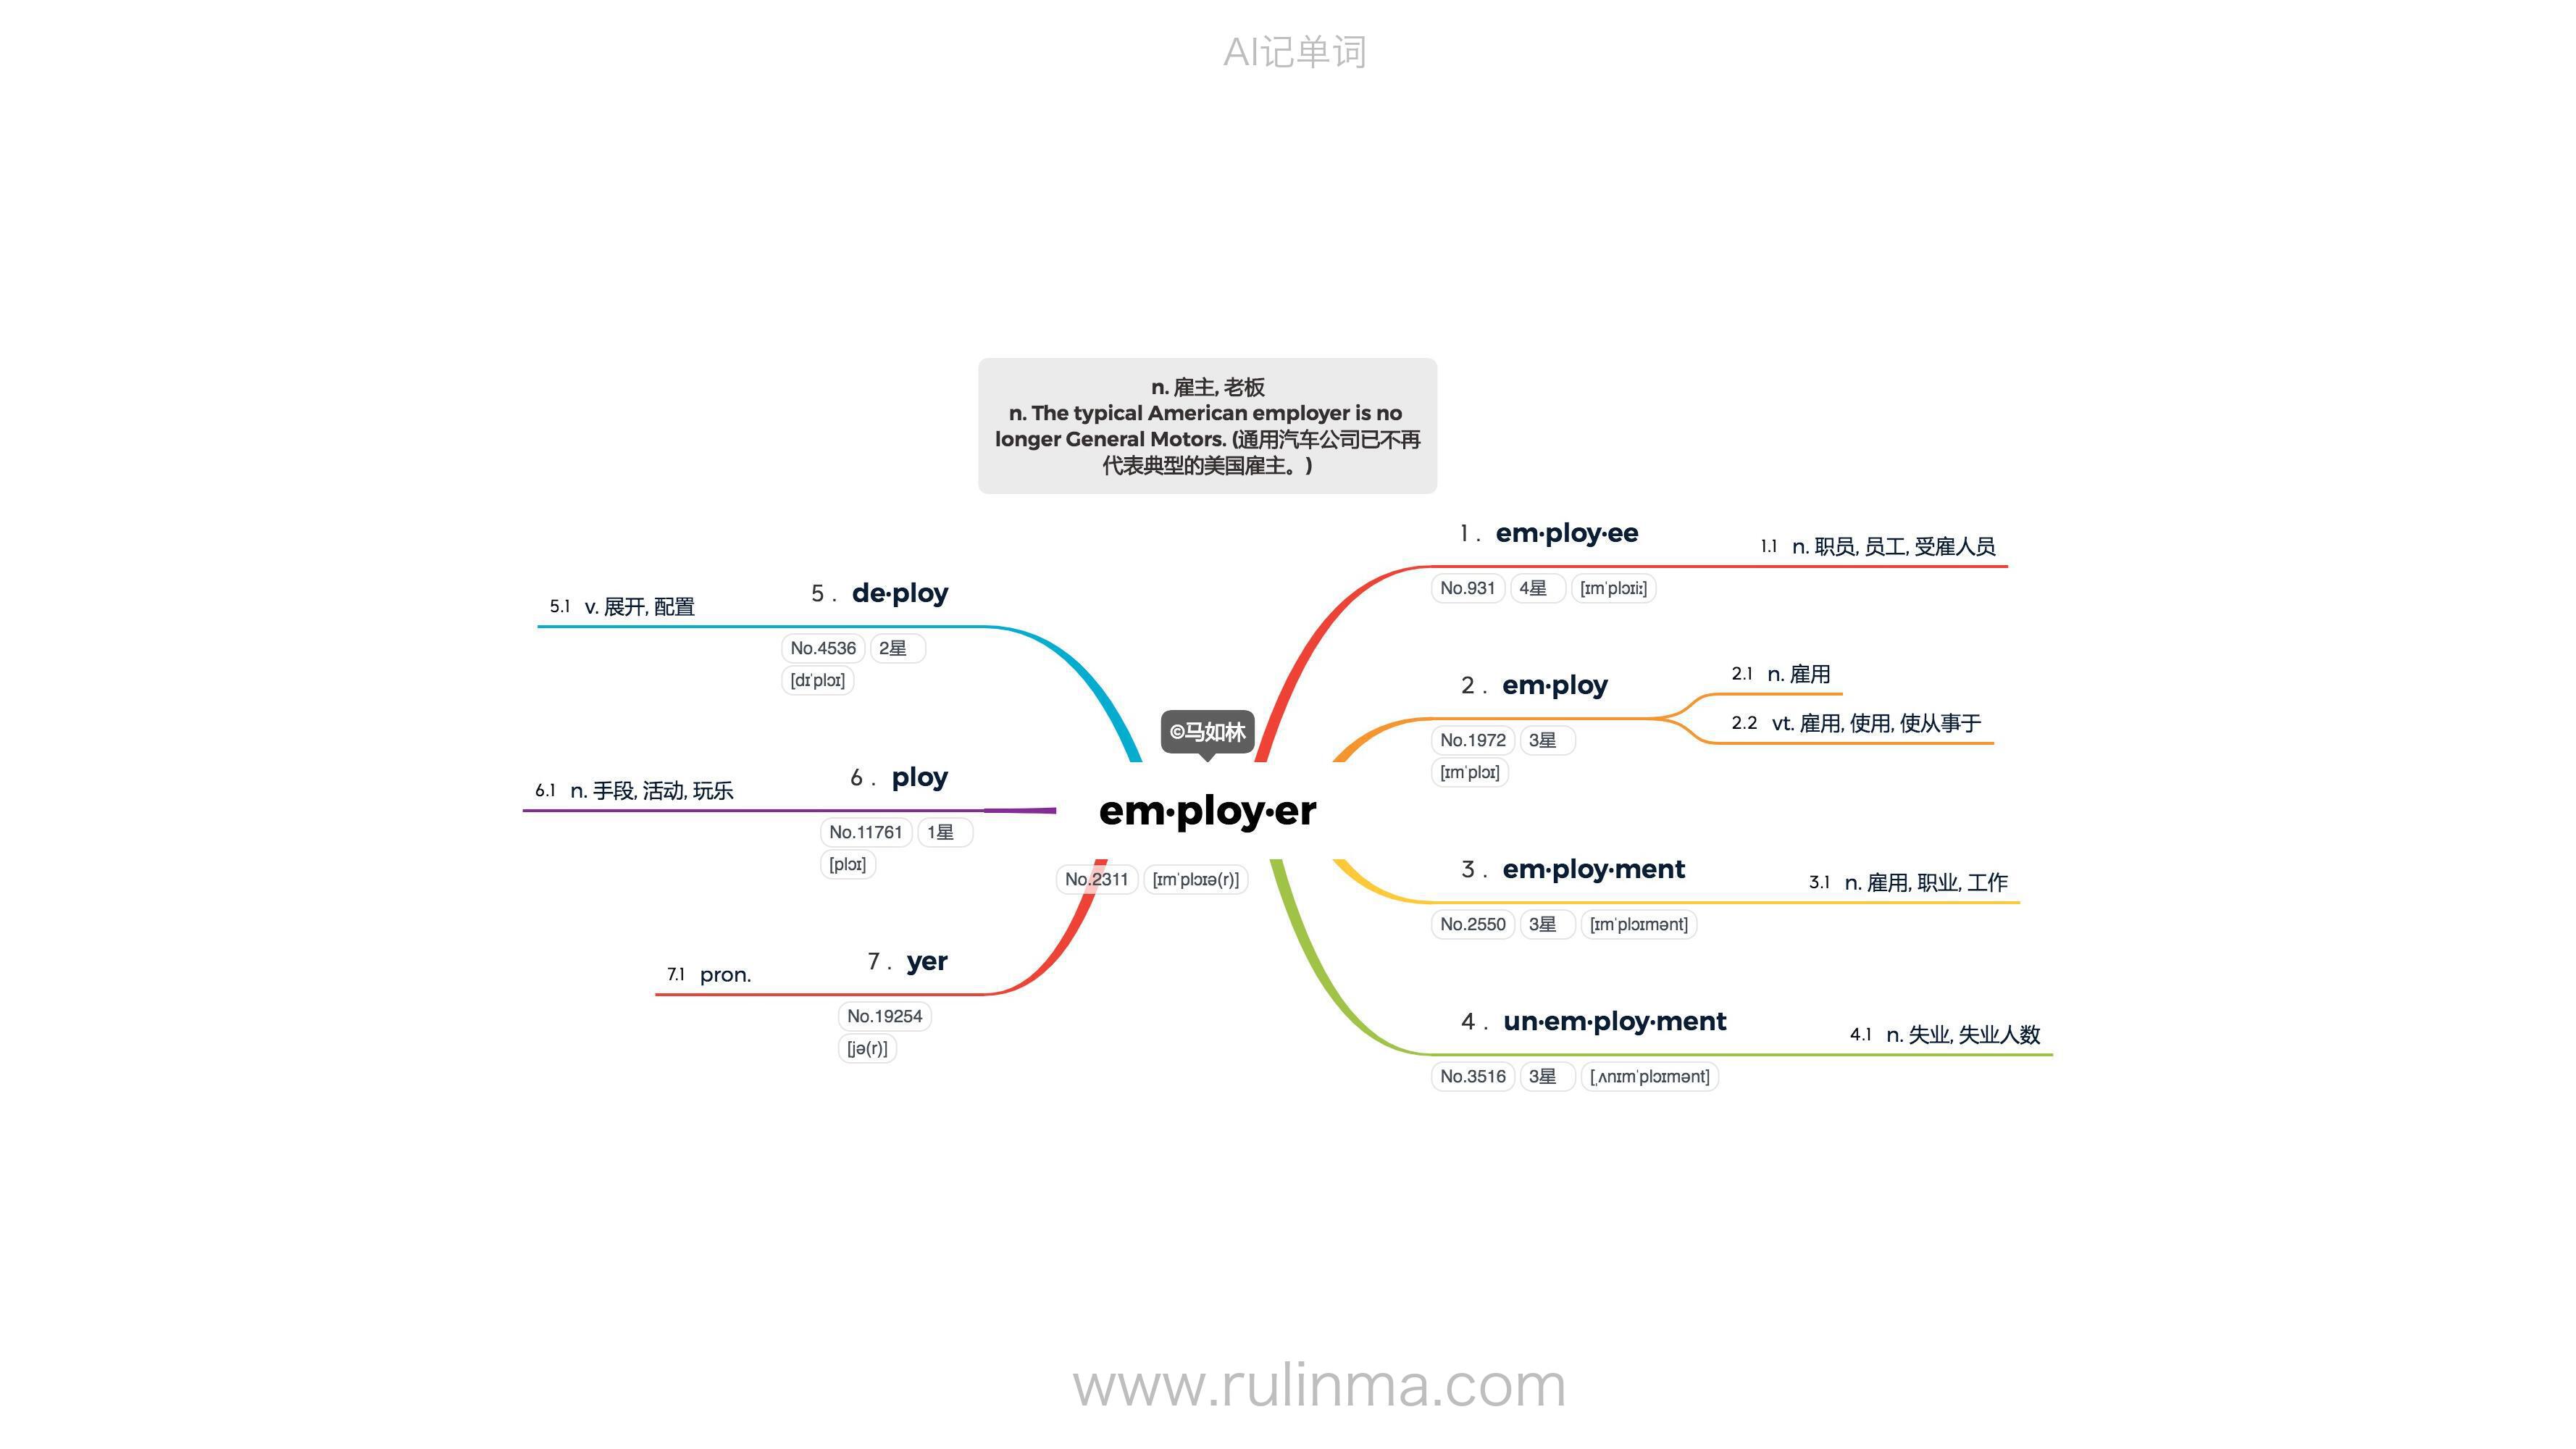 AI记单词
n. 雇主, 老板
n. The typical American employer is no
longer General Motors. (通用汽车公司已不再
代表典型的美国雇主。)
©马如林
em·ploy·er
No.2311 [ɪmˈplɔɪə(r)]
1 . em·ploy·ee
No.931 4星 [ɪmˈplɔɪiː]
1.1 n. 职员, 员工, 受雇人员
2 . em·ploy
No.1972 3星
[ɪmˈplɔɪ]
2.1 n. 雇用
2.2 vt. 雇用, 使用, 使从事于
3 . em·ploy·ment
No.2550 3星 [ɪmˈplɔɪmənt]
3.1 n. 雇用, 职业, 工作
4 . un·em·ploy·ment
No.3516 3星 [ˌʌnɪmˈplɔɪmənt]
4.1 n. 失业, 失业人数
5 . de·ploy
No.4536 2星
[dɪˈplɔɪ]
5.1 v. 展开, 配置
6 . ploy
No.11761 1星
[plɔɪ]
6.1 n. 手段, 活动, 玩乐
7 . yer
No.19254
[jə(r)]
7.1 pron.
www.rulinma.com